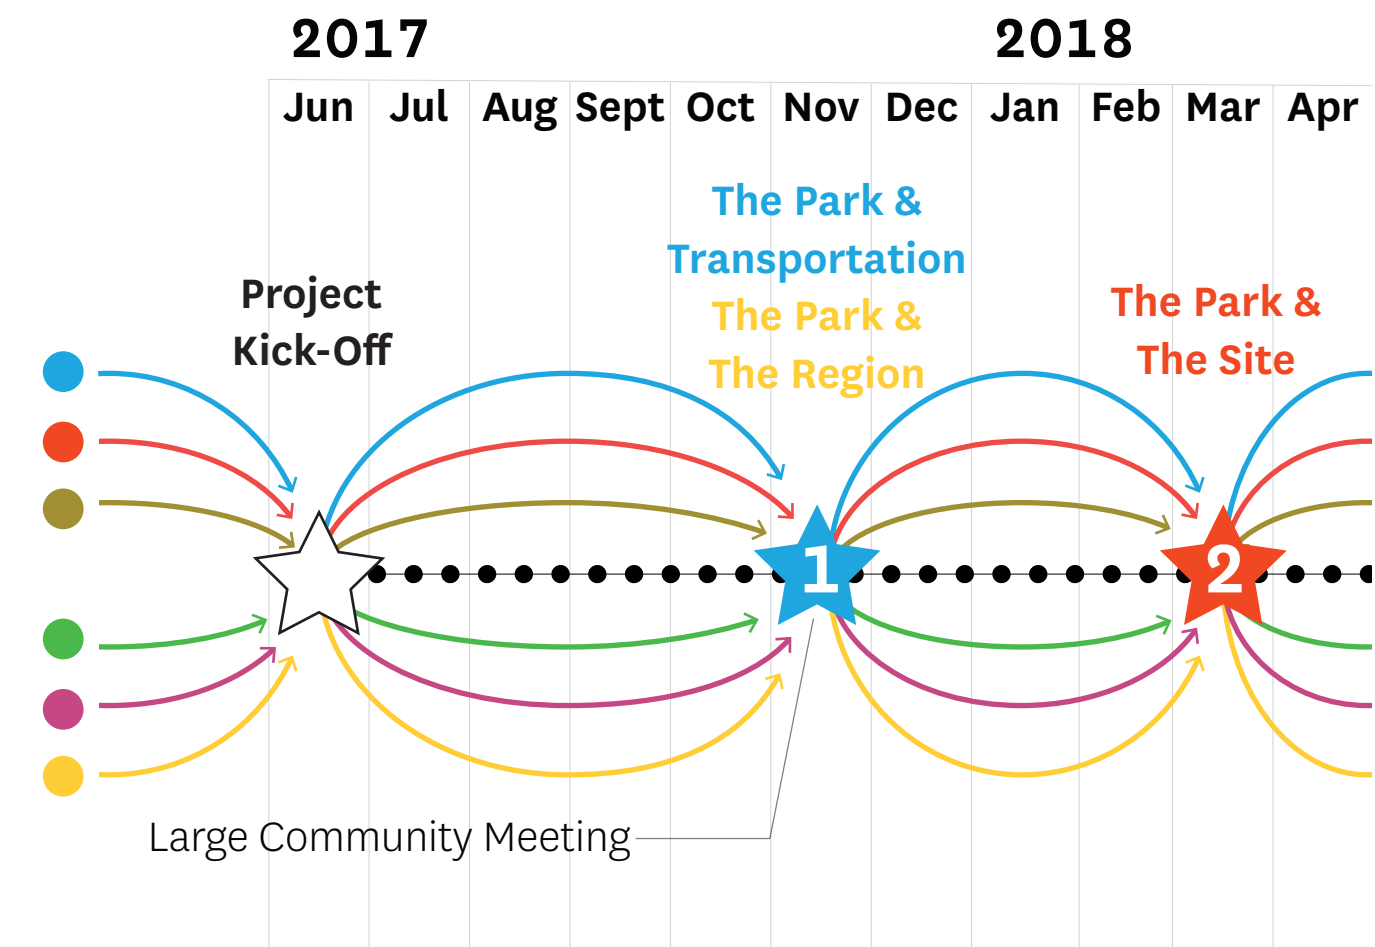 2017 2018
Jun Jul Aug Sept Oct Nov Dec Jan Feb Mar Apr
Project
Kick-Off
The Park &
Transportation
The Park &
The Region
The Park &
The Site
1
2
Large Community Meeting